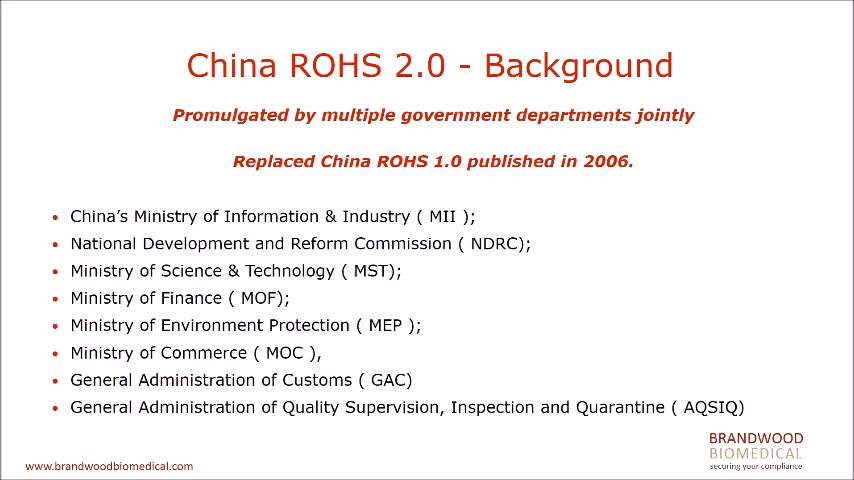 China ROHS 2.0 - Background
Promulgated by multiple government departments jointly
Replaced China ROHS 1.0 published in 2006.
• China's Ministry of Information & Industry ( MII );
• National Development and Reform Commission ( NDRC);
• Ministry of Science & Technology ( MST);
• Ministry of Finance ( MOF);
• Ministry of Environment Protection ( MEP );
• Ministry of Commerce ( MOC ),
• General Administration of Customs ( GAC)
• General Administration of Quality Supervision, Inspection and Quarantine ( AQSIQ)
BRANDWOOD
BIOMEDICAL
securing your compliance
www.brandwoodbiomedical.com